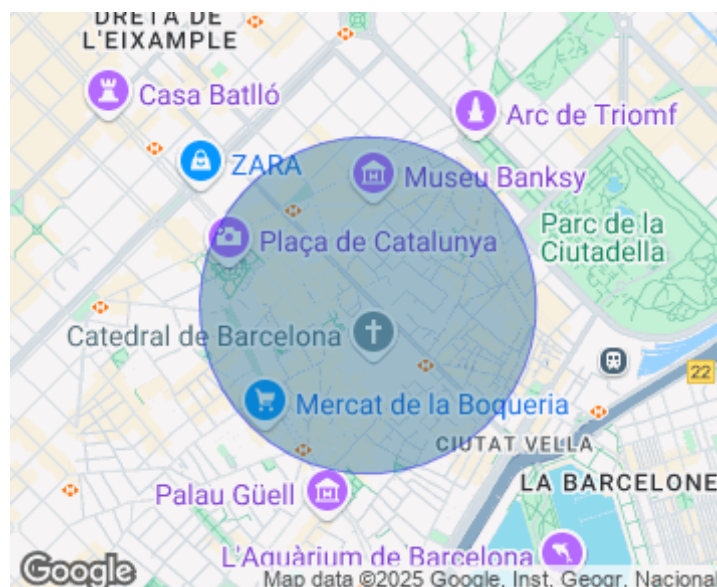 DRETA DE
L'EIXAMPLE
Casa Batlló
Arc de Triomf
ZARA
Museu Banksy
Plaça de Catalunya
Parc de la
Ciutadella
Catedral de Barcelona
22
Mercat de la Boqueria
CIUTAT VELLA
LA BARCELONE
Palau Güell
L'Aquàrium de Barcelona
Google
Map data ©2025 Google, Inst. Geogr. Nacional